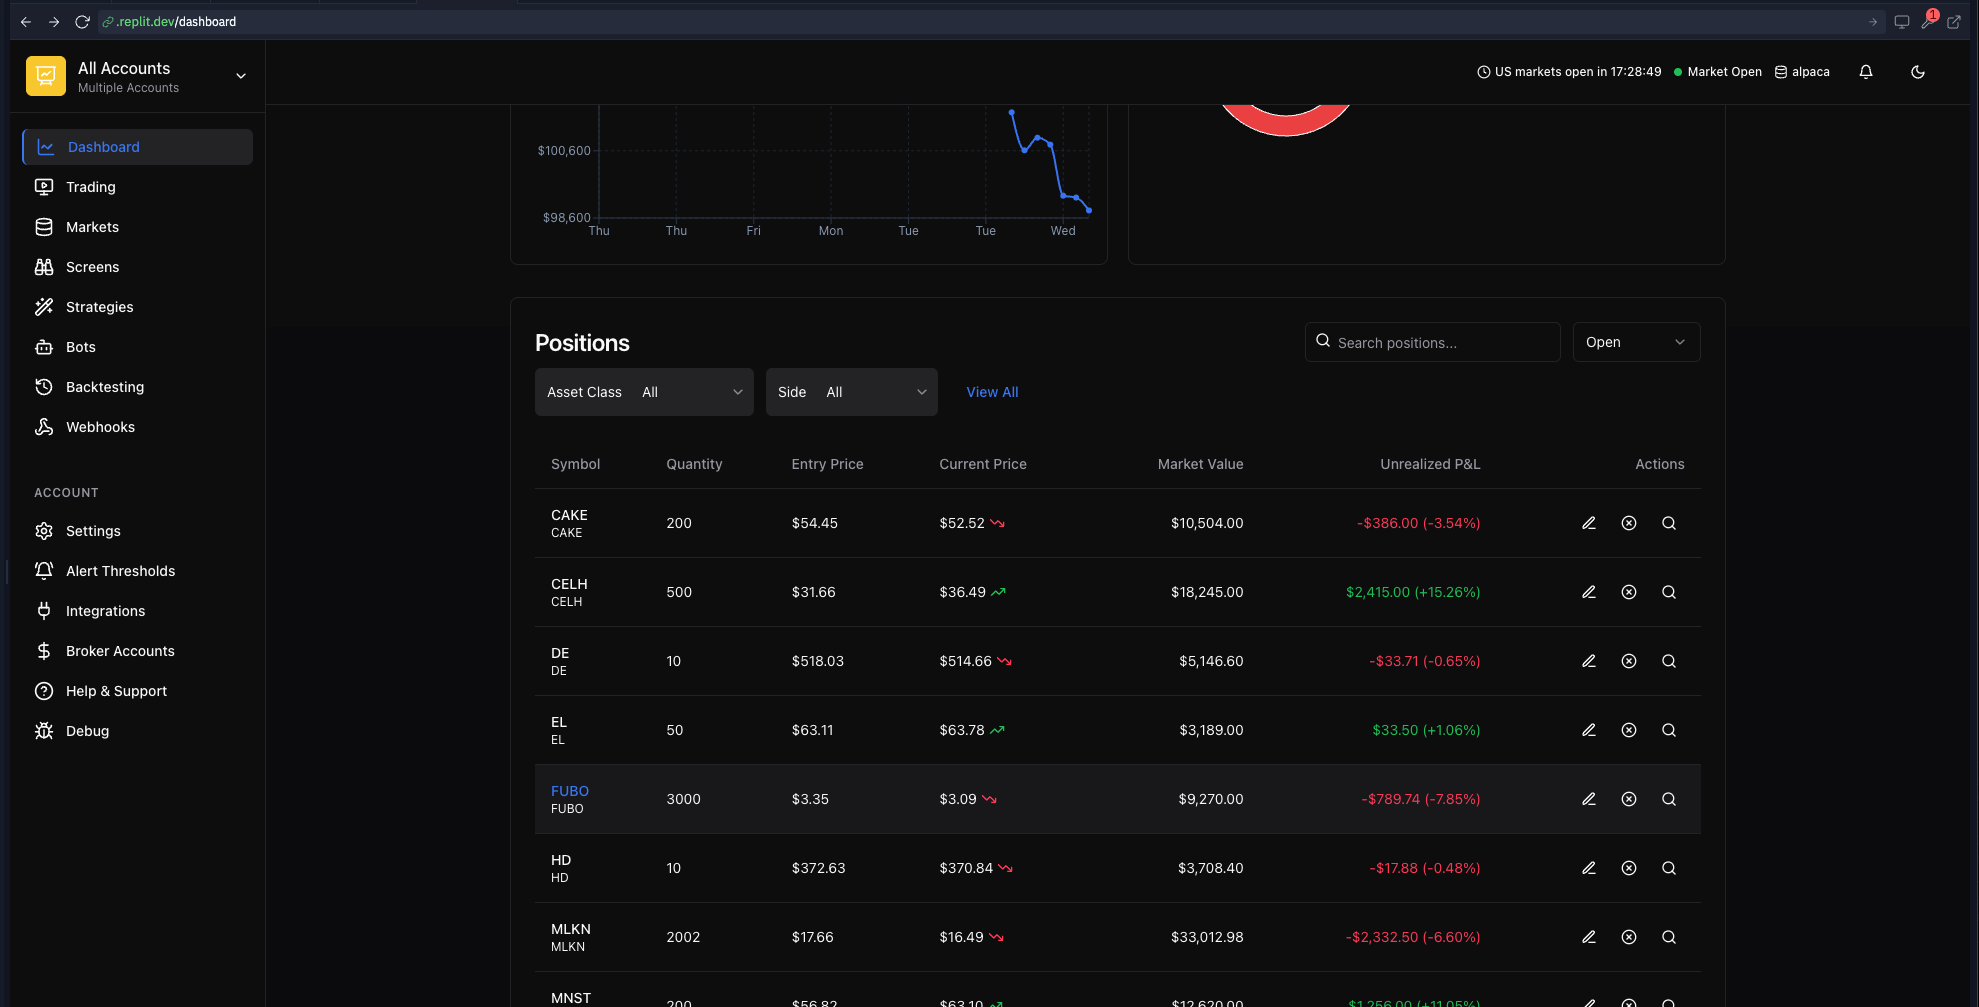 .replit.dev/dashboard
1
All Accounts
Multiple Accounts
US markets open in 17:28:49
Market Open
alpaca
Dashboard
Trading
Markets
Screens
Strategies
Bots
Backtesting
Webhooks
ACCOUNT
Settings
Alert Thresholds
Integrations
Broker Accounts
Help & Support
Debug
$100,600
$98,600
Thu Thu Fri Mon Tue Tue Wed
Positions
Search positions...
Open
Asset Class All
Side All
View All
Symbol Quantity Entry Price Current Price Market Value Unrealized P&L Actions
CAKE
CAKE
200 $54.45 $52.52 $10,504.00 -$386.00 (-3.54%)
CELH
CELH
500 $31.66 $36.49 $18,245.00 $2,415.00 (+15.26%)
DE
DE
10 $518.03 $514.66 $5,146.60 -$33.71 (-0.65%)
EL
EL
50 $63.11 $63.78 $3,189.00 $33.50 (+1.06%)
FUBO
FUBO
3000 $3.35 $3.09 $9,270.00 -$789.74 (-7.85%)
HD
HD
10 $372.63 $370.84 $3,708.40 -$17.88 (-0.48%)
MLKN
MLKN
2002 $17.66 $16.49 $33,012.98 -$2,332.50 (-6.60%)
MNST
200 $56.82 $63.10 $12,620.00 $1,256.00 (+11.05%)